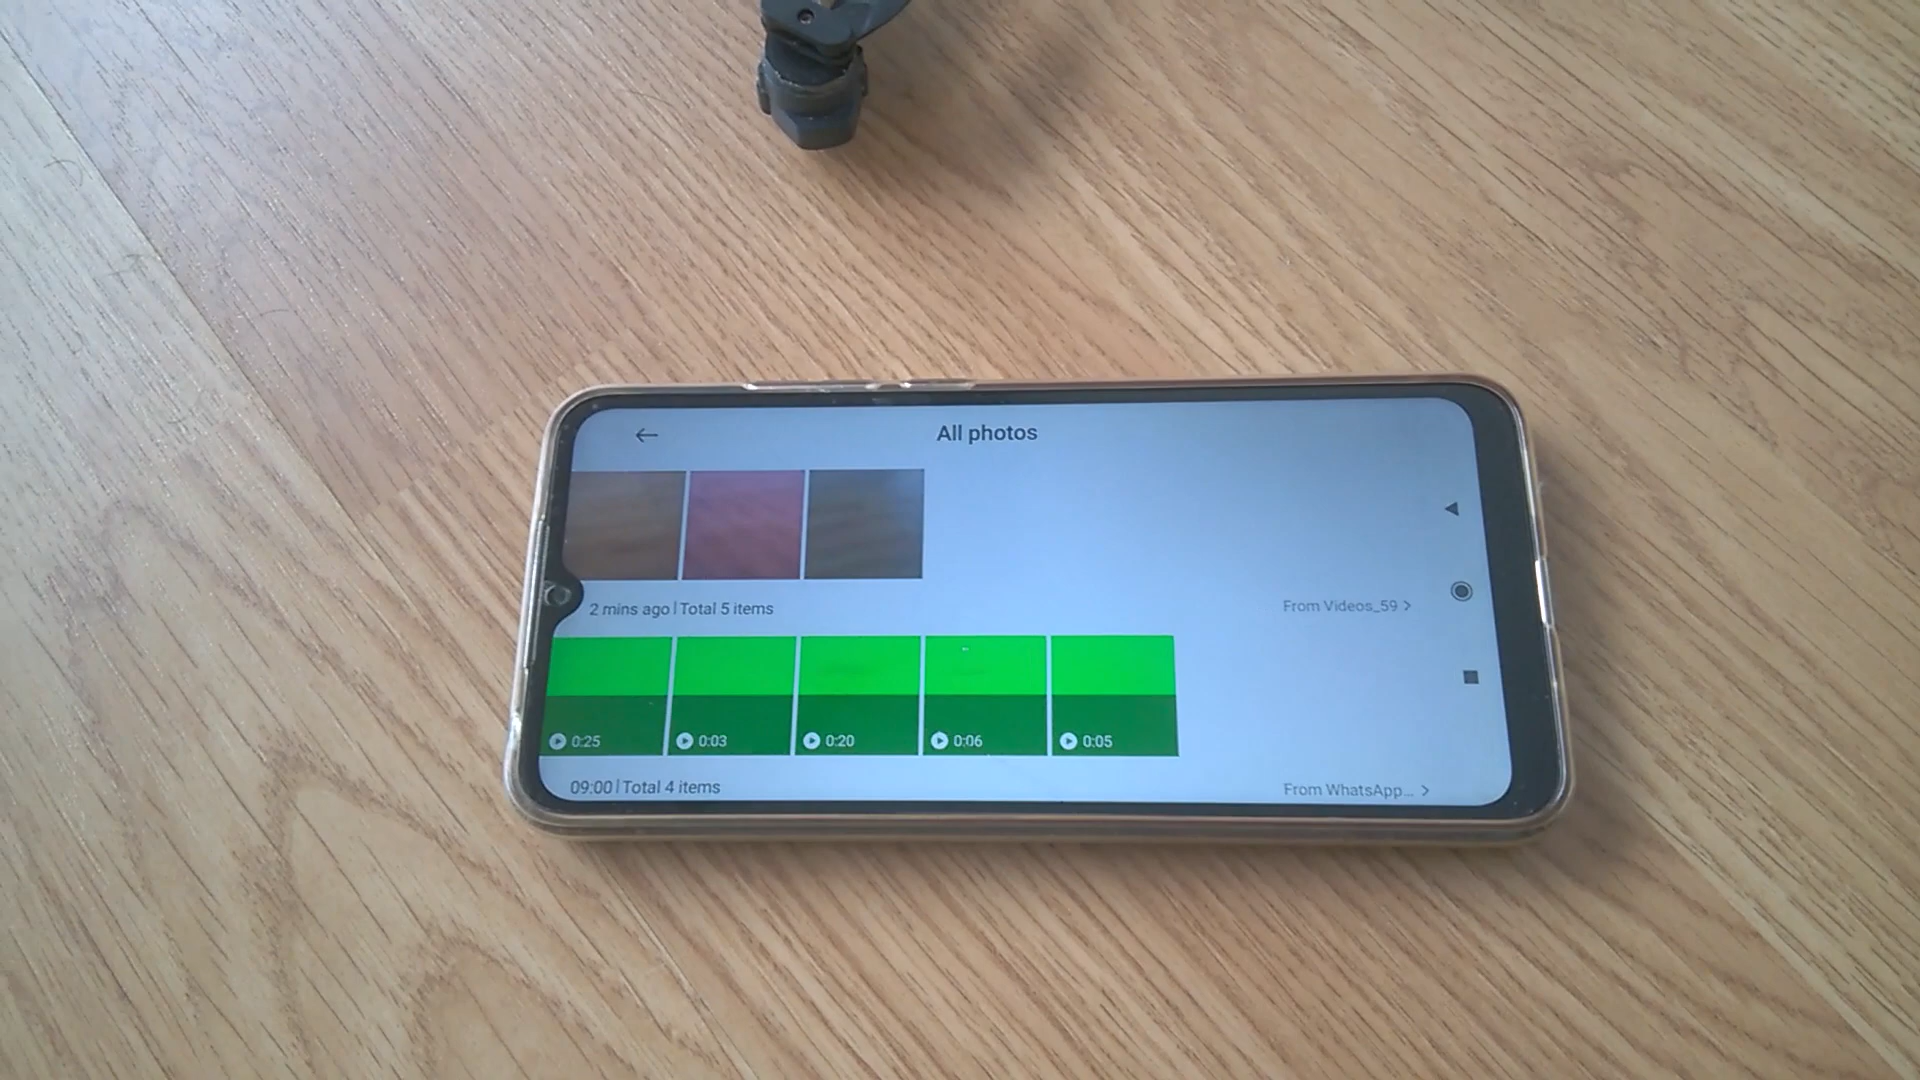 All photos
2 mins ago | Total 5 items From Videos_59 >
0:25 0:03 0:20 0:06 0:05
09:00 | Total 4 items From WhatsApp... >